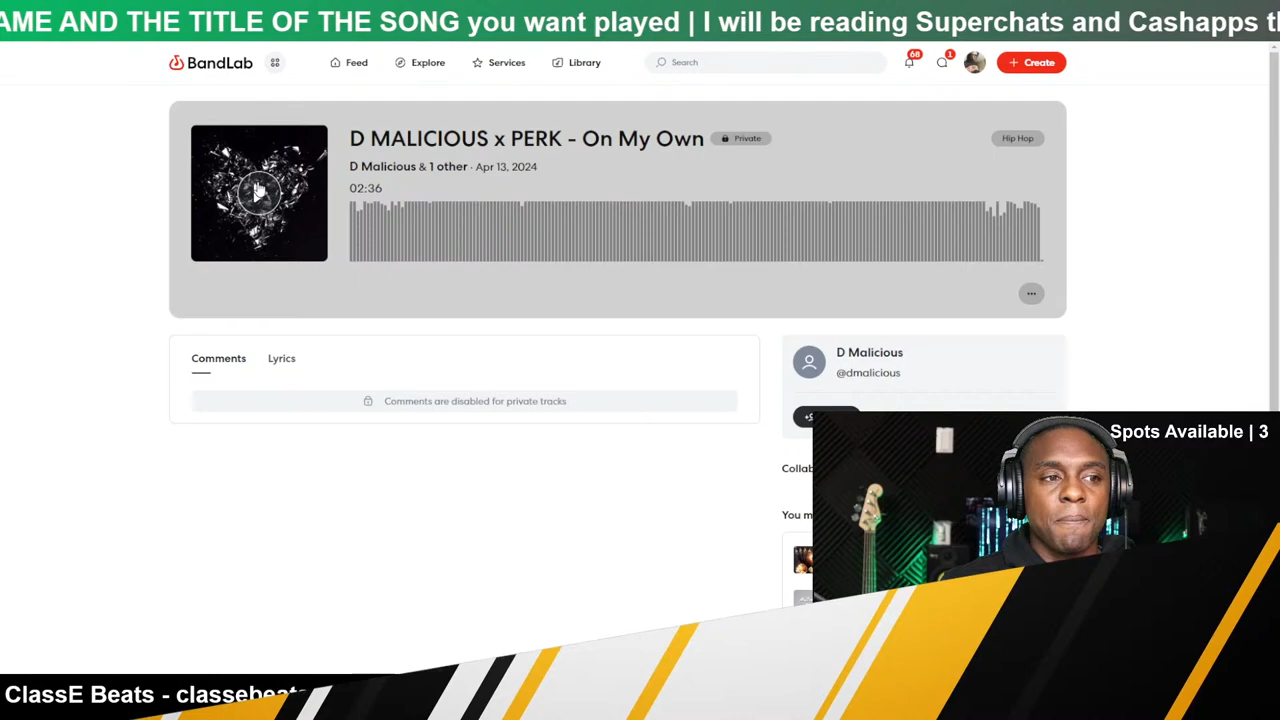 AME AND THE TITLE OF THE SONG you want played | I will be reading Superchats and Cashapps
BandLab
Feed
Explore
Services
Library
Search
68
1
Create
D MALICIOUS x PERK - On My Own
Private
Hip Hop
D Malicious & 1 other · Apr 13, 2024
02:36
Comments
Lyrics
Comments are disabled for private tracks
D Malicious
@dmalicious
Spots Available | 3
ClassE Beats -